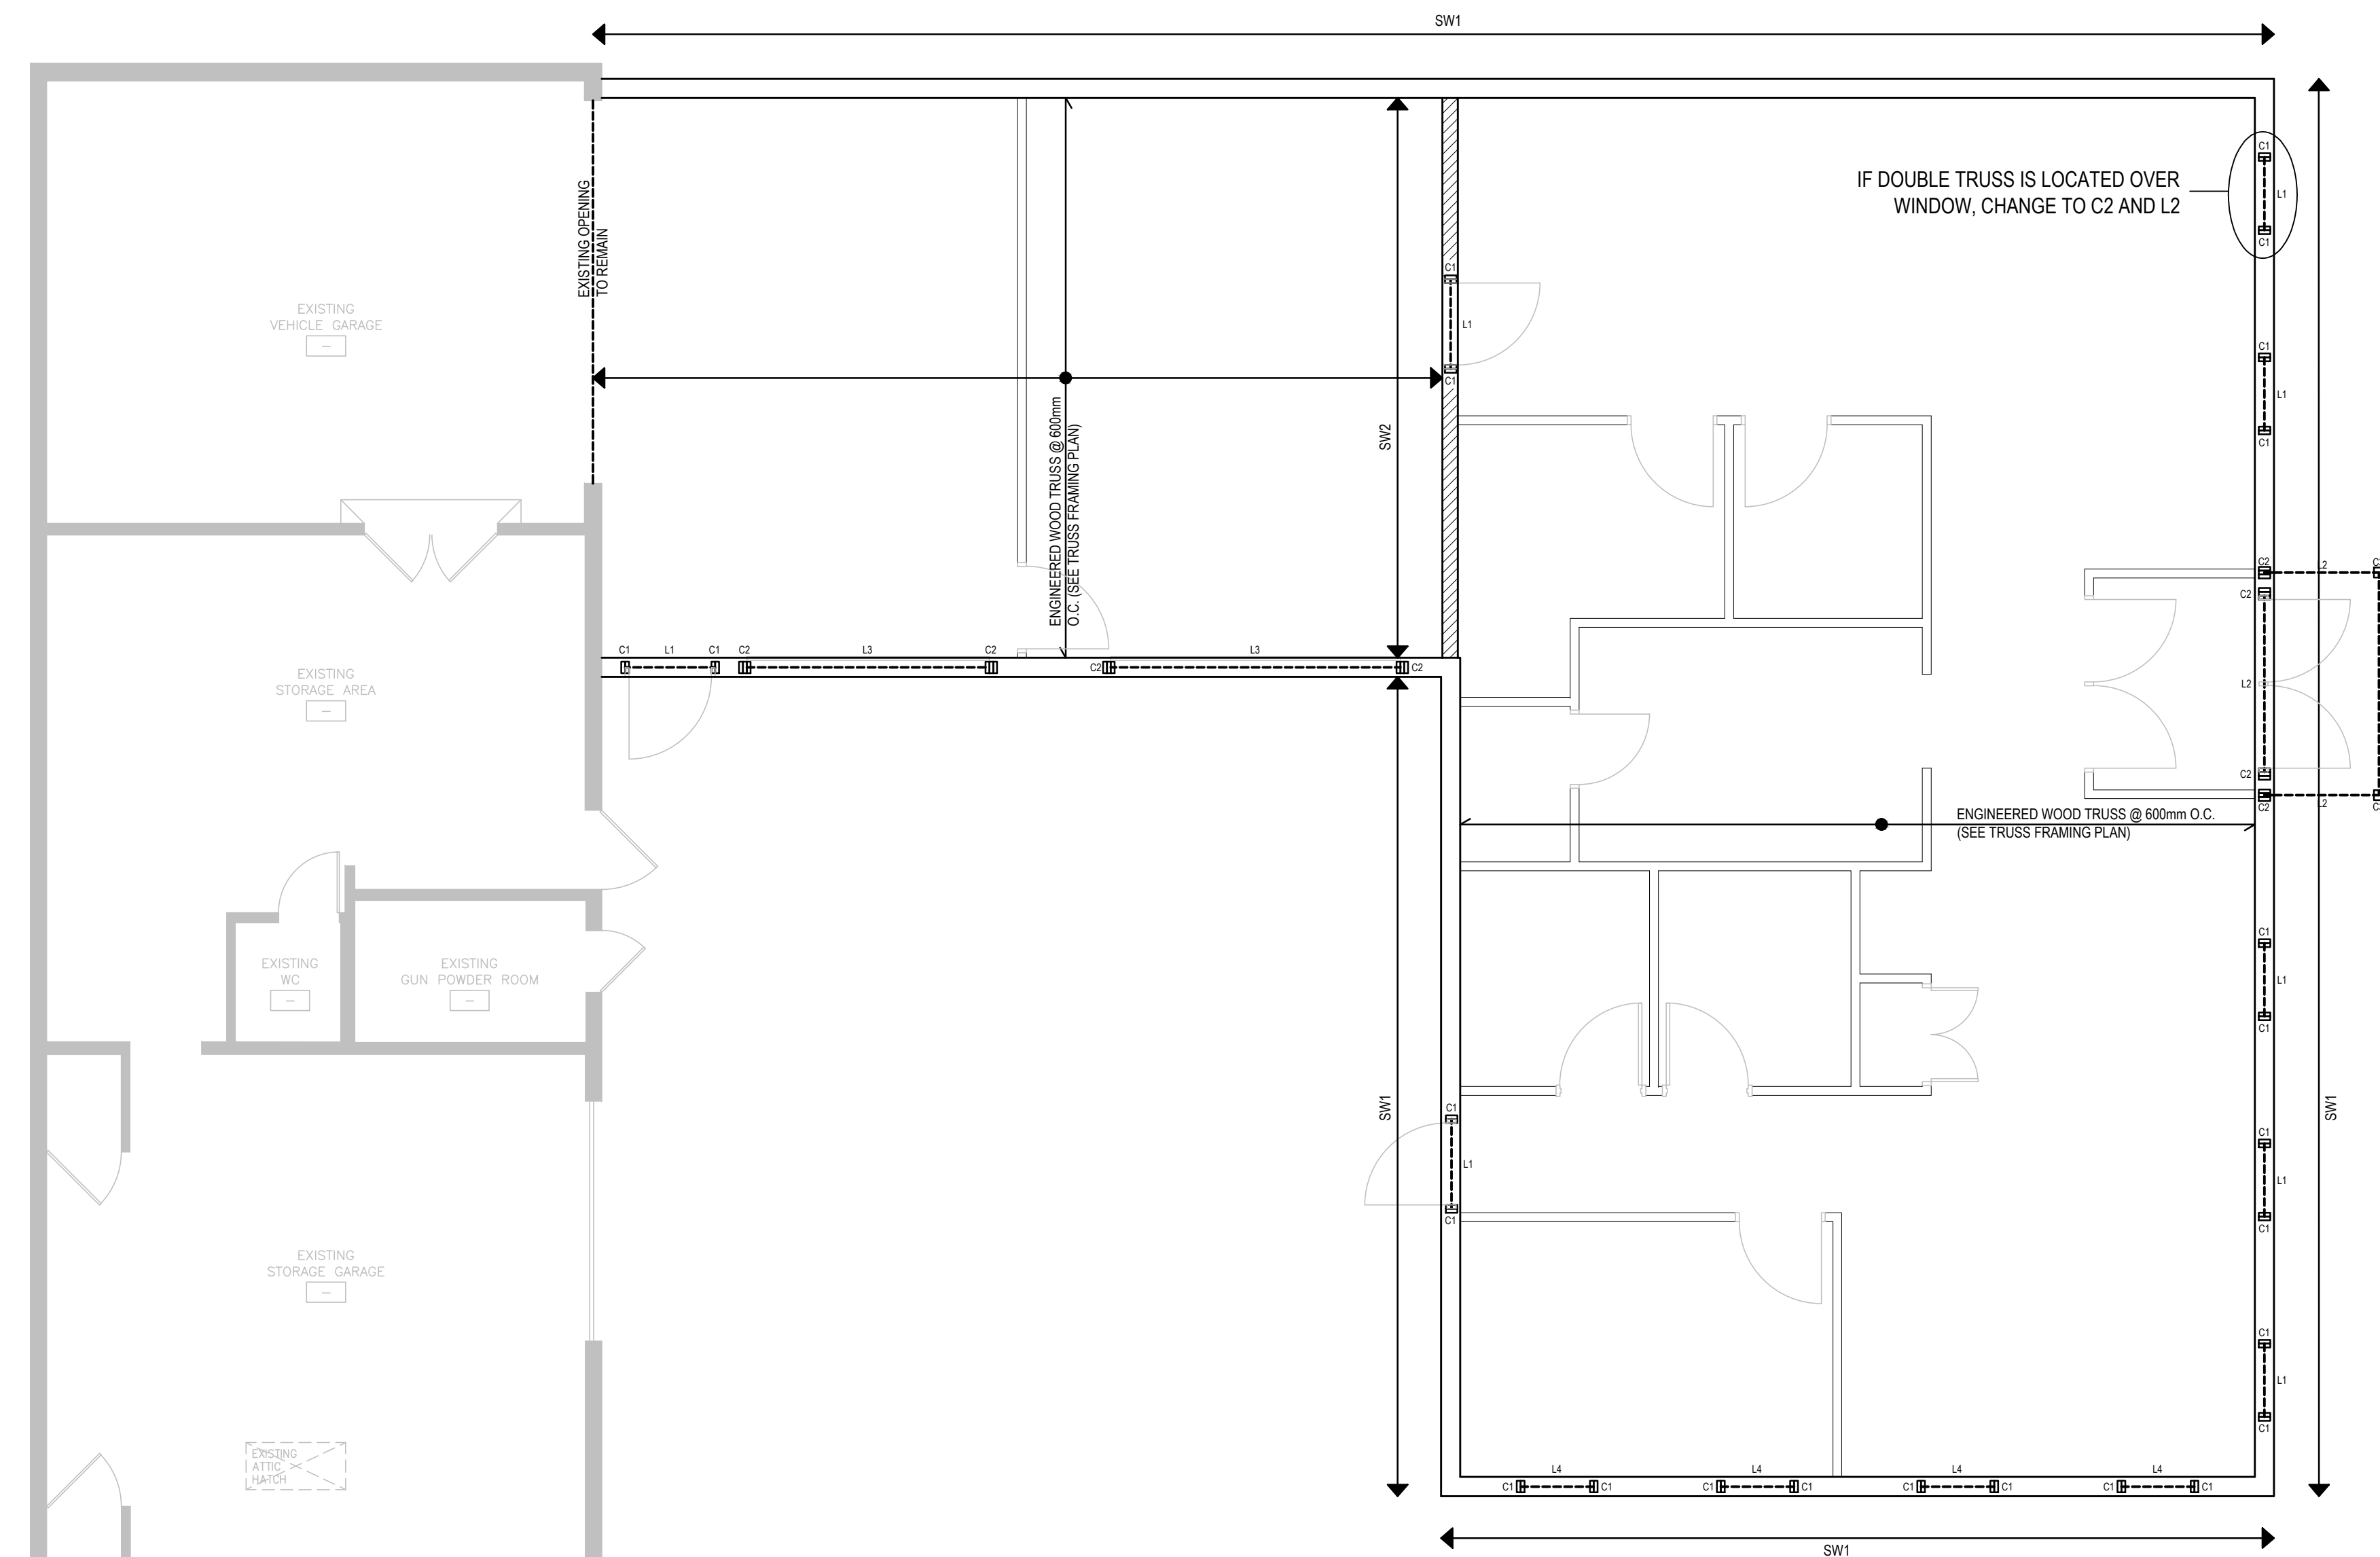 SW1
IF DOUBLE TRUSS IS LOCATED OVER
WINDOW, CHANGE TO C2 AND L2
C1
L1
C1
EXISTING OPENING
TO REMAIN
EXISTING
VEHICLE GARAGE
–
C1
L1
C1
C1
L1
C1
SW2
ENGINEERED WOOD TRUSS @ 600mm
O.C. (SEE TRUSS FRAMING PLAN)
C2
L2
C2
L2
C2
C2
L2
C1
L1
C1
C2
L3
C2
C2
L3
C2
EXISTING
STORAGE AREA
–
ENGINEERED WOOD TRUSS @ 600mm O.C.
(SEE TRUSS FRAMING PLAN)
EXISTING
WC
–
EXISTING
GUN POWDER ROOM
–
C1
L1
C1
SW1
SW1
C1
L1
C1
C1
L1
C1
EXISTING
STORAGE GARAGE
–
C1
L1
C1
EXISTING
ATTIC
HATCH
C1
L4
C1
C1
L4
C1
C1
L4
C1
C1
L4
C1
SW1